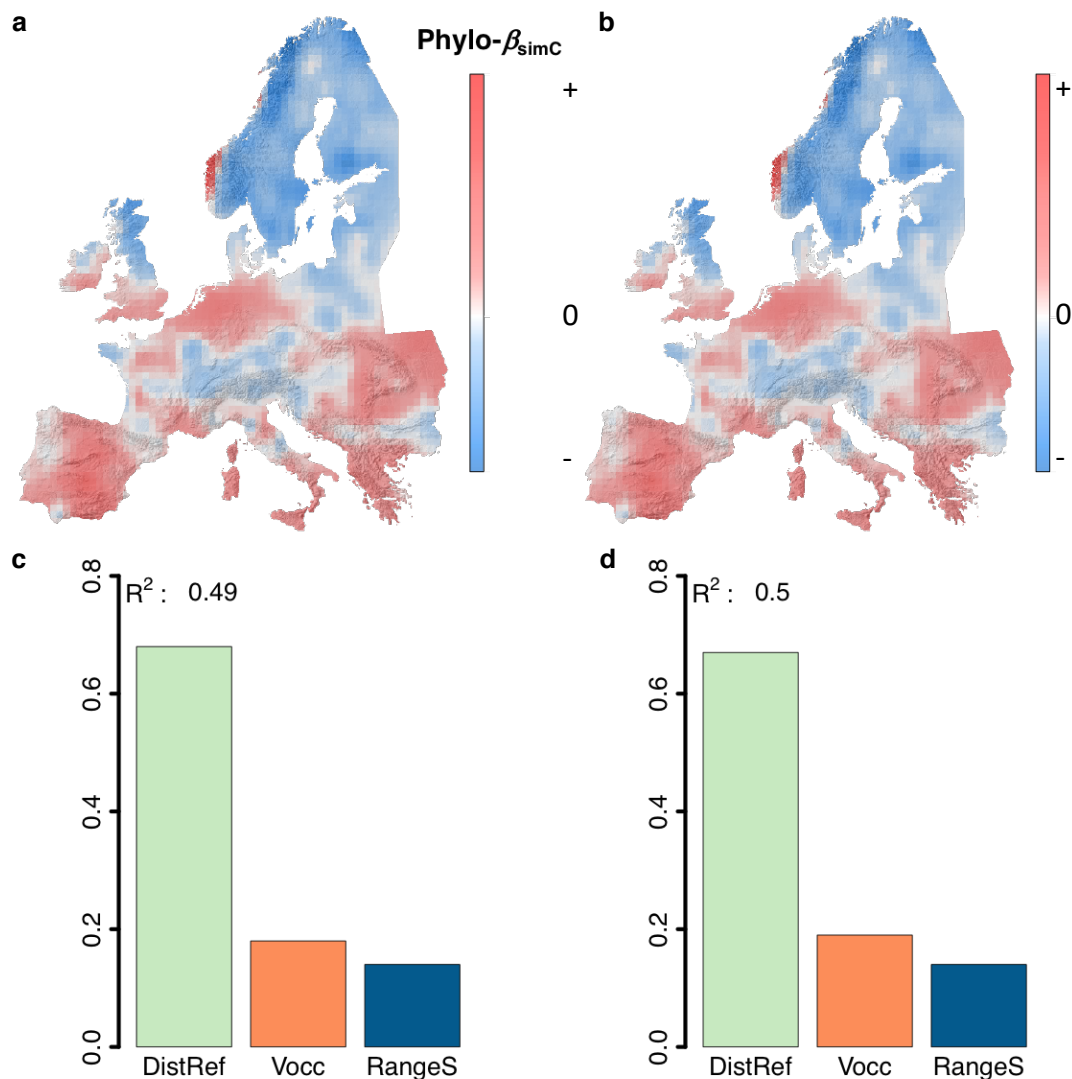 a
b
Phylo-βsimC
+
0
-
+
0
-
c
R² : 0.49
0.8
0.6
0.4
0.2
0.0
DistRef Vocc RangeS
d
R² : 0.5
0.8
0.6
0.4
0.2
0.0
DistRef Vocc RangeS